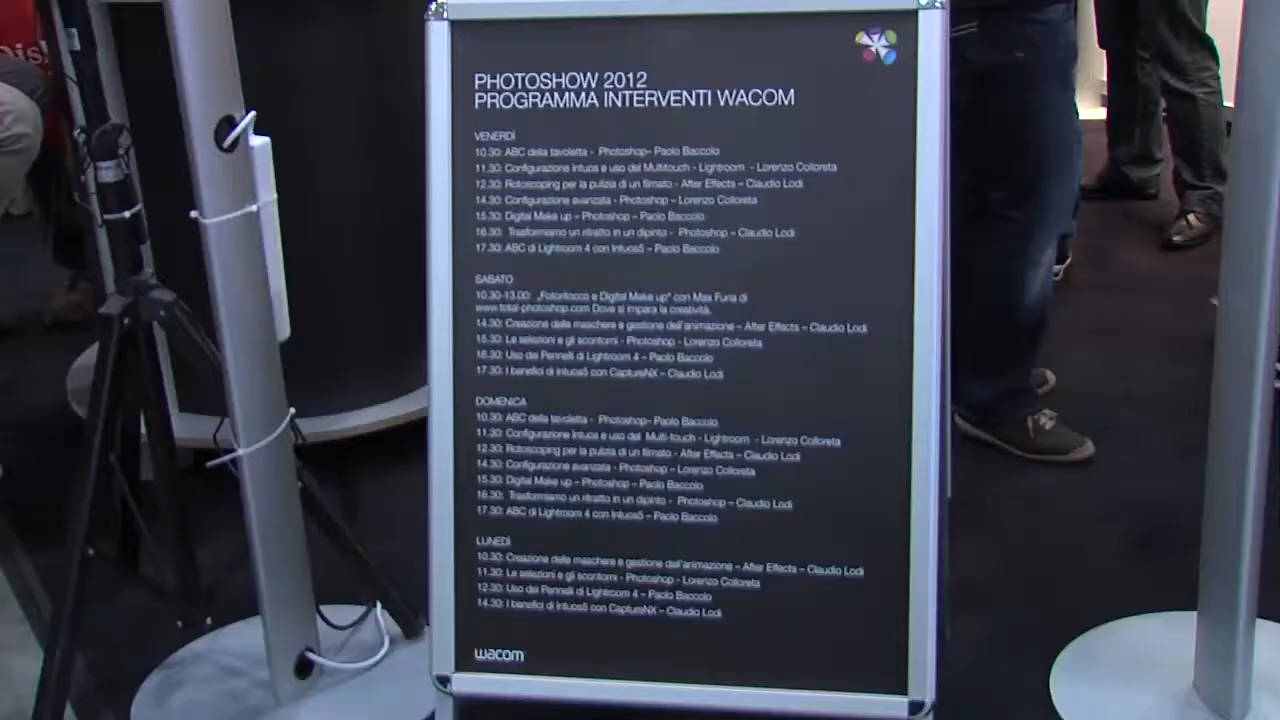 Dis
PHOTOSHOW 2012
PROGRAMMA INTERVENTI WACOM
VENERDÌ
10.30: ABC della tavoletta - Photoshop– Paolo Baccolo
11.30: Configurazione Intuos e uso del Multitouch - Lightroom - Lorenzo Colloreta
12.30: Rotoscoping per la pulizia di un filmato - After Effects – Claudio Lodi
14.30: Configurazione avanzata - Photoshop – Lorenzo Colloreta
15.30: Digital Make up – Photoshop – Paolo Baccolo
16.30: Trasformiamo un ritratto in un dipinto - Photoshop – Claudio Lodi
17.30: ABC di Lightroom 4 con Intuos5 – Paolo Baccolo
SABATO
10.30-13.00: „Fotoritocco e Digital Make up" con Max Furia di
www.total-photoshop.com Dove si impara la creatività.
14.30: Creazione delle maschere e gestione dell'animazione – After Effects – Claudio Lodi
15.30: Le selezioni e gli scontorni - Photoshop - Lorenzo Colloreta
16.30: Uso dei Pennelli di Lightroom 4 – Paolo Baccolo
17.30: I benefici di Intuos5 con CaptureNX – Claudio Lodi
DOMENICA
10.30: ABC della tavoletta - Photoshop– Paolo Baccolo
11.30: Configurazione Intuos e uso del Multi-touch - Lightroom - Lorenzo Colloreta
12.30: Rotoscoping per la pulizia di un filmato - After Effects – Claudio Lodi
14.30: Configurazione avanzata - Photoshop – Lorenzo Colloreta
15.30: Digital Make up – Photoshop – Paolo Baccolo
16.30: Trasformiamo un ritratto in un dipinto - Photoshop – Claudio Lodi
17.30: ABC di Lightroom 4 con Intuos5 – Paolo Baccolo
LUNEDÌ
10.30: Creazione delle maschere e gestione dell'animazione – After Effects – Claudio Lodi
11.30: Le selezioni e gli scontorni - Photoshop - Lorenzo Colloreta
12.30: Uso dei Pennelli di Lightroom 4 – Paolo Baccolo
14.30: I benefici di Intuos5 con CaptureNX – Claudio Lodi
wacom